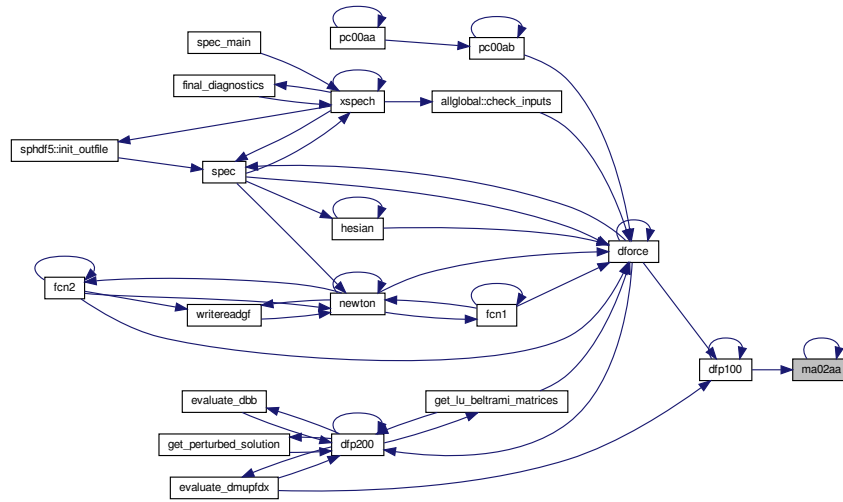 pc00aa
spec_main
pc00ab
final_diagnostics
xspech
allglobal::check_inputs
sphdf5::init_outfile
spec
hesian
dforce
fcn2
newton
writereadgf
fcn1
dfp100
ma02aa
evaluate_dbb
get_lu_beltrami_matrices
get_perturbed_solution
dfp200
evaluate_dmupfdx